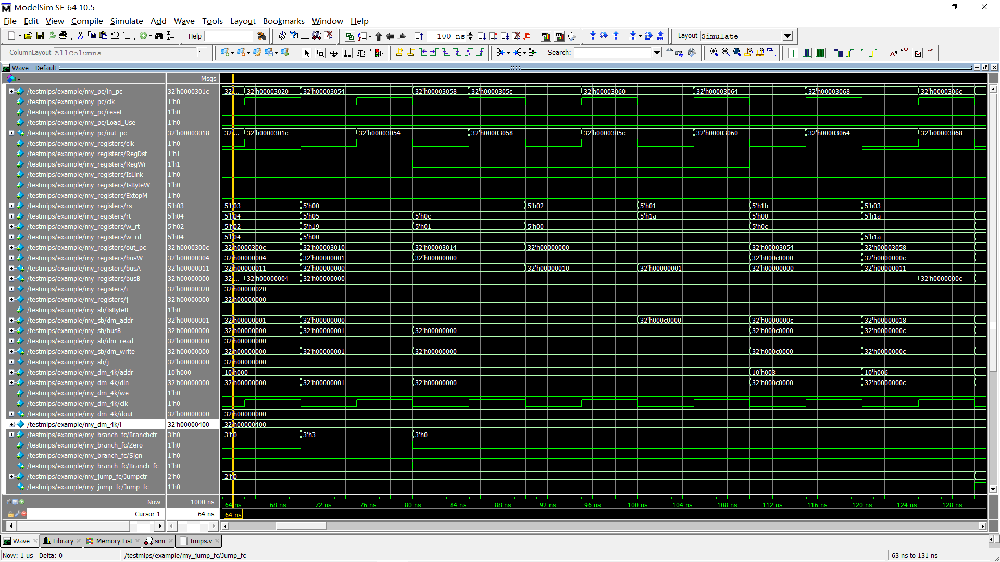 ModelSim SE-64 10.5
File Edit View Compile Simulate Add Wave Tools Layout Bookmarks Window Help
Help 100 ns Layout Simulate
ColumnLayout AllColumns Search:
Wave - Default
Msgs
/testmips/example/my_pc/in_pc 32'h0000301c 32'... 32'h00003020 32'h00003054 32'h00003058 32'h0000305c 32'h00003060 32'h00003064 32'h00003068 32'h0000306c
/testmips/example/my_pc/clk 1'h0
/testmips/example/my_pc/reset 1'h0
/testmips/example/my_pc/Load_Use 1'h0
/testmips/example/my_pc/out_pc 32'h00003018 32'... 32'h0000301c 32'h00003054 32'h00003058 32'h0000305c 32'h00003060 32'h00003064 32'h00003068
/testmips/example/my_registers/clk 1'h0
/testmips/example/my_registers/RegDst 1'h1
/testmips/example/my_registers/RegWr 1'h1
/testmips/example/my_registers/IsLink 1'h0
/testmips/example/my_registers/IsByteW 1'h0
/testmips/example/my_registers/ExtopM 1'h0
/testmips/example/my_registers/rs 5'h03 5'h03 5'h00 5'h02 5'h01 5'h1b 5'h03
/testmips/example/my_registers/rt 5'h04 5'h04 5'h05 5'h0c 5'h1a 5'h00 5'h1a
/testmips/example/my_registers/w_rt 5'h02 5'h02 5'h19 5'h01 5'h00 5'h0c
/testmips/example/my_registers/w_rd 5'h04 5'h04 5'h00 5'h1a
/testmips/example/my_registers/out_pc 32'h0000300c 32'h0000300c 32'h00003010 32'h00003014 32'h00000000 32'h00003054 32'h00003058
/testmips/example/my_registers/busW 32'h00000004 32'h00000004 32'h00000001 32'h00000000 32'h000c0000 32'h0000000c
/testmips/example/my_registers/busA 32'h00000011 32'h00000011 32'h00000000 32'h00000010 32'h00000001 32'h00000000 32'h00000011
/testmips/example/my_registers/busB 32'h00000000 32'... 32'h00000004 32'h00000000 32'h0000000c
/testmips/example/my_registers/i 32'h00000020 32'h00000020
/testmips/example/my_registers/j 32'h00000000 32'h00000000
/testmips/example/my_sb/IsByteB 1'h0
/testmips/example/my_sb/dm_addr 32'h00000001 32'h00000001 32'h00000000 32'h000c0000 32'h0000000c 32'h00000018
/testmips/example/my_sb/busB 32'h00000000 32'h00000000 32'h00000001 32'h00000000 32'h000c0000 32'h0000000c
/testmips/example/my_sb/dm_read 32'h00000000 32'h00000000
/testmips/example/my_sb/dm_write 32'h00000000 32'h00000000 32'h00000001 32'h00000000 32'h000c0000 32'h0000000c
/testmips/example/my_sb/j 32'h00000000 32'h00000000
/testmips/example/my_dm_4k/addr 10'h000 10'h000 10'h003 10'h006
/testmips/example/my_dm_4k/din 32'h00000000 32'h00000000 32'h00000001 32'h00000000 32'h000c0000 32'h0000000c
/testmips/example/my_dm_4k/we 1'h0
/testmips/example/my_dm_4k/clk 1'h0
/testmips/example/my_dm_4k/dout 32'h00000000 32'h00000000
/testmips/example/my_dm_4k/i 32'h00000400 32'h00000400
/testmips/example/my_branch_fc/Branchctr 3'h0 3'h0 3'h3 3'h0
/testmips/example/my_branch_fc/Zero 1'h0
/testmips/example/my_branch_fc/Sign 1'h0
/testmips/example/my_branch_fc/Branch_fc 1'h0
/testmips/example/my_jump_fc/Jumpctr 2'h0 2'h0
/testmips/example/my_jump_fc/Jump_fc 1'h0
Now 1000 ns 64 ns 68 ns 72 ns 76 ns 80 ns 84 ns 88 ns 92 ns 96 ns 100 ns 104 ns 108 ns 112 ns 116 ns 120 ns 124 ns 128 ns
Cursor 1 64 ns 64 ns
Wave Library Memory List sim tmips.v
Now: 1 us Delta: 0 /testmips/example/my_jump_fc/Jump_fc 63 ns to 131 ns